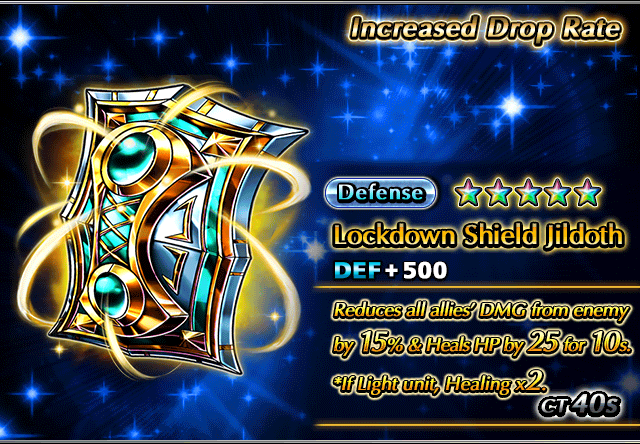 Increased Drop Rate
Defense
Lockdown Shield Jildoth
DEF+500
Reduces all allies' DMG from enemy
by 15% & Heals HP by 25 for 10s.
*If Light unit, Healing x2.
CT 40s